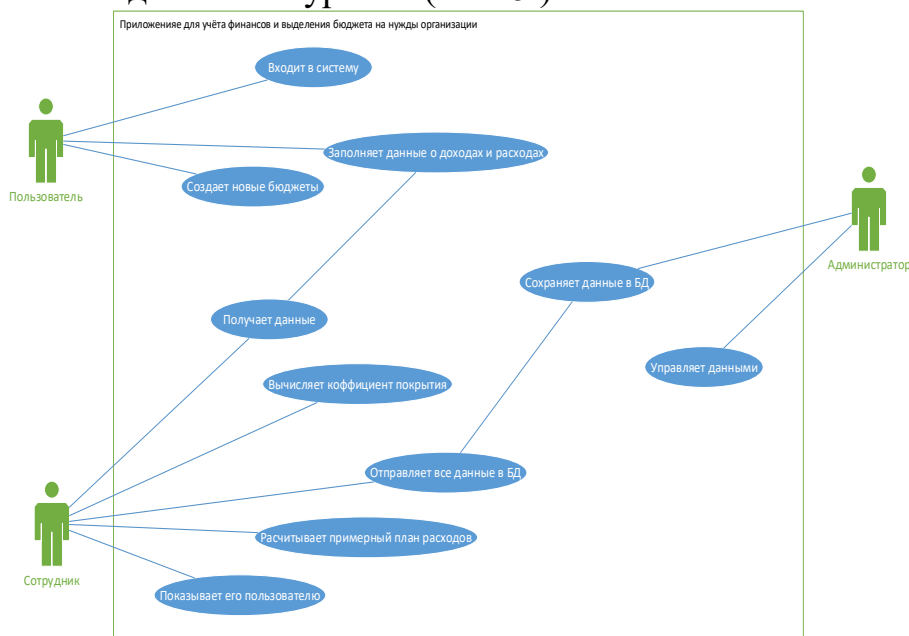 Приложенияе для учёта финансов и выделения бюджета на нужды организации
Входит в систему
Заполняет данные о доходах и расходах
Создает новые бюджеты
Пользователь
Администратор
Сохраняет данные в БД
Получает данные
Управляет данными
Вычисляет коффициент покрытия
Отправляет все данные в БД
Расчитывает примерный план расходов
Сотрудник
Показывает его пользователю